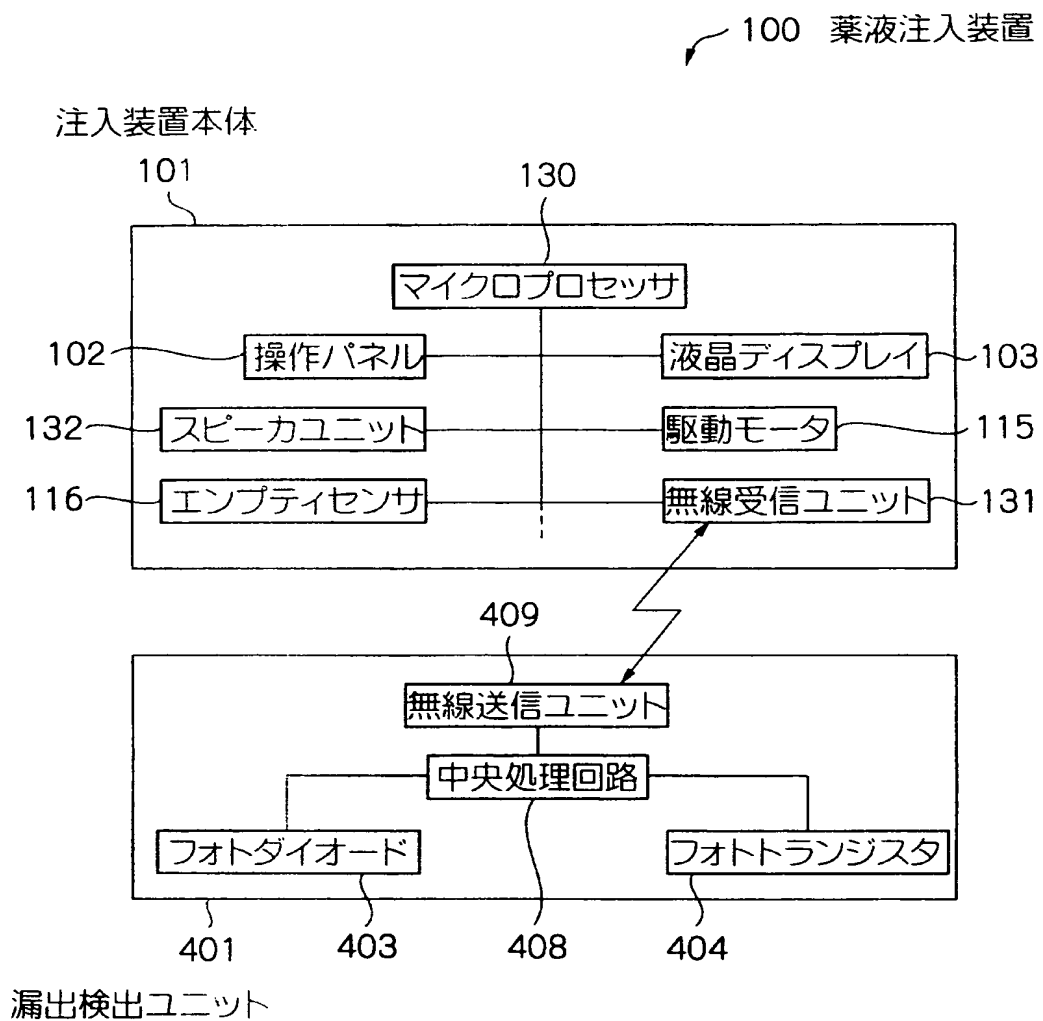 100 薬液注入装置
注入装置本体
101
130
マイクロプロセッサ
102 操作パネル 液晶ディスプレイ 103
132 スピーカユニット 駆動モータ 115
116 エンプティセンサ 無線受信ユニット 131
409
無線送信ユニット
中央処理回路
フォトダイオード フォトトランジスタ
401 403 408 404
漏出検出ユニット